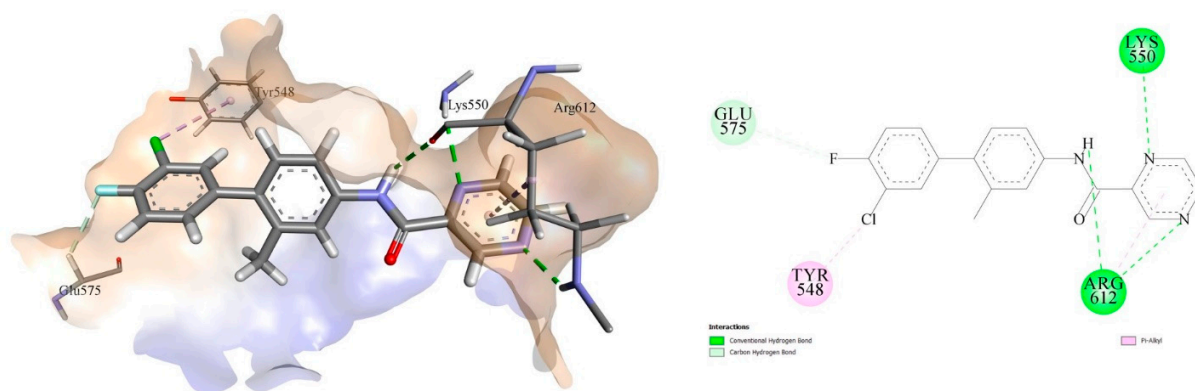 Tyr548
Lys550
Arg612
Glu575
LYS
550
GLU
575
H
F
N
N
Cl
O
N
TYR
548
ARG
612
Interactions
Conventional Hydrogen Bond
Carbon Hydrogen Bond
Pi-Alkyl